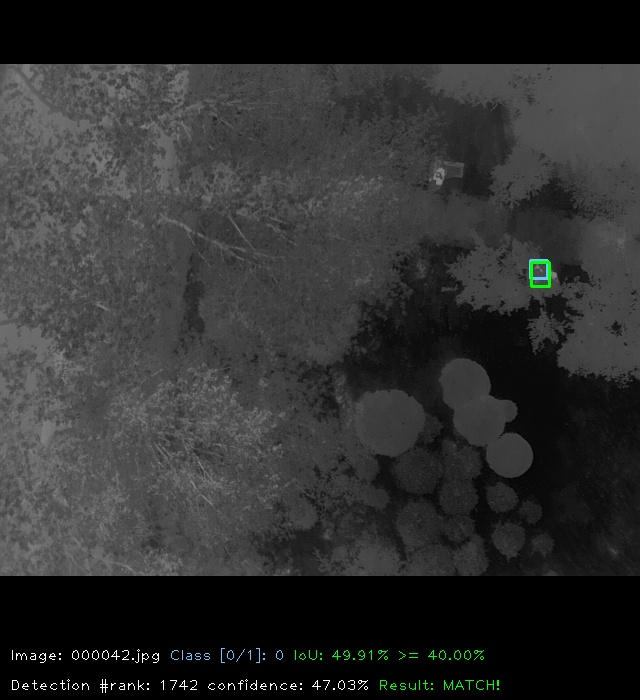 Image: 000042.jpg Class [0/1]: 0 IoU: 49.91% >= 40.00%
Detection #rank: 1742 confidence: 47.03% Result: MATCH!